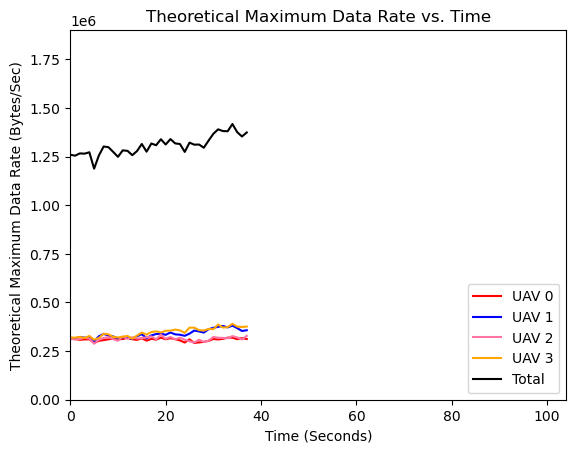 Theoretical Maximum Data Rate vs. Time
1e6
Theoretical Maximum Data Rate (Bytes/Sec)
1.75
1.50
1.25
1.00
0.75
0.50
0.25
0.00
UAV 0
UAV 1
UAV 2
UAV 3
Total
0 20 40 60 80 100
Time (Seconds)